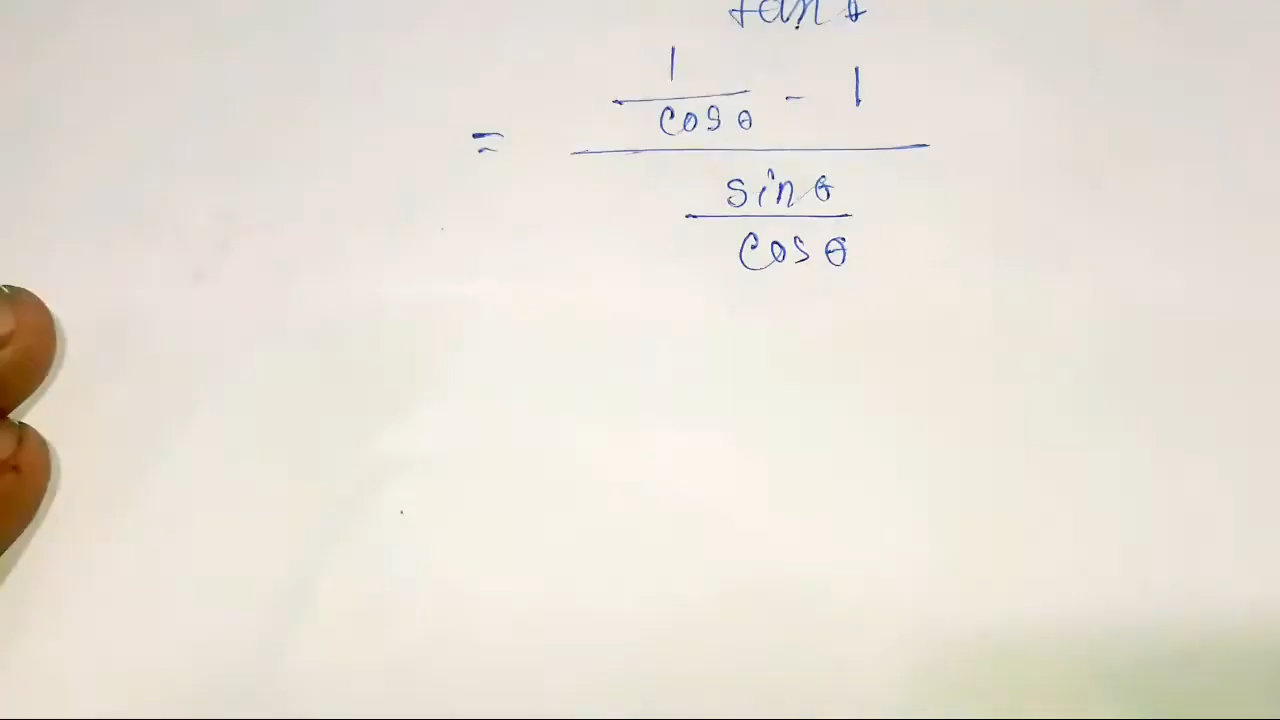 tan θ
1
cos θ - 1
=
sin θ
cos θ